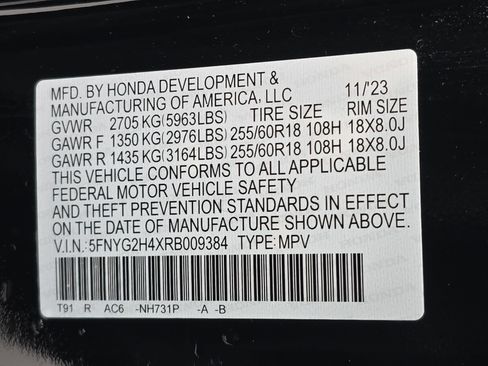 MFD. BY HONDA DEVELOPMENT &
MANUFACTURING OF AMERICA, LLC 11/'23
GVWR 2705 KG(5963LBS) TIRE SIZE RIM SIZE
GAWR F 1350 KG(2976LBS) 255/60R18 108H 18X8.0J
GAWR R 1435 KG(3164LBS) 255/60R18 108H 18X8.0J
THIS VEHICLE CONFORMS TO ALL APPLICABLE
FEDERAL MOTOR VEHICLE SAFETY
AND THEFT PREVENTION STANDARDS IN EFFECT
ON THE DATE OF MANUFACTURE SHOWN ABOVE.
V.I.N.:5FNYG2H4XRB009384 TYPE: MPV
T91 R AC6 -NH731P -A -B